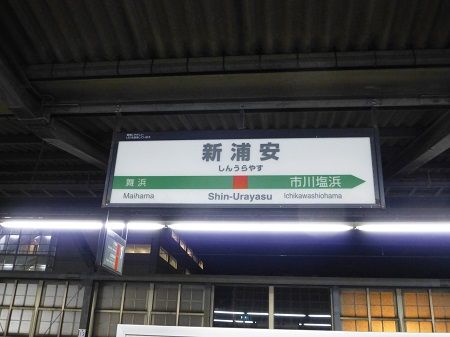 新浦安
しんうらやす
舞浜
市川塩浜
Maihama
Shin-Urayasu
Ichikawashiohama